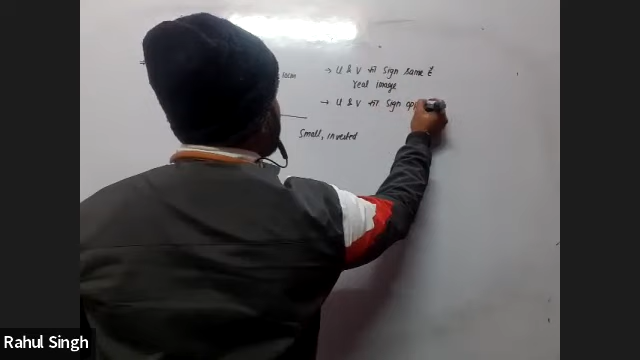 → U & V का sign same है
real image
→ U & V का sign op
Small, inverted
Rahul Singh